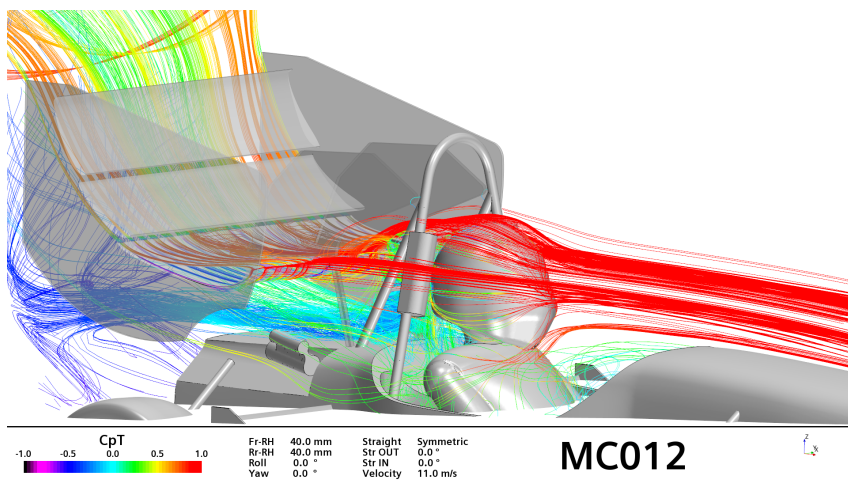 CpT
-1.0 -0.5 0.0 0.5 1.0
Fr-RH 40.0 mm Straight Symmetric
Rr-RH 40.0 mm Str OUT 0.0 °
Roll 0.0 ° Str IN 0.0 °
Yaw 0.0 ° Velocity 11.0 m/s
MC012
Z